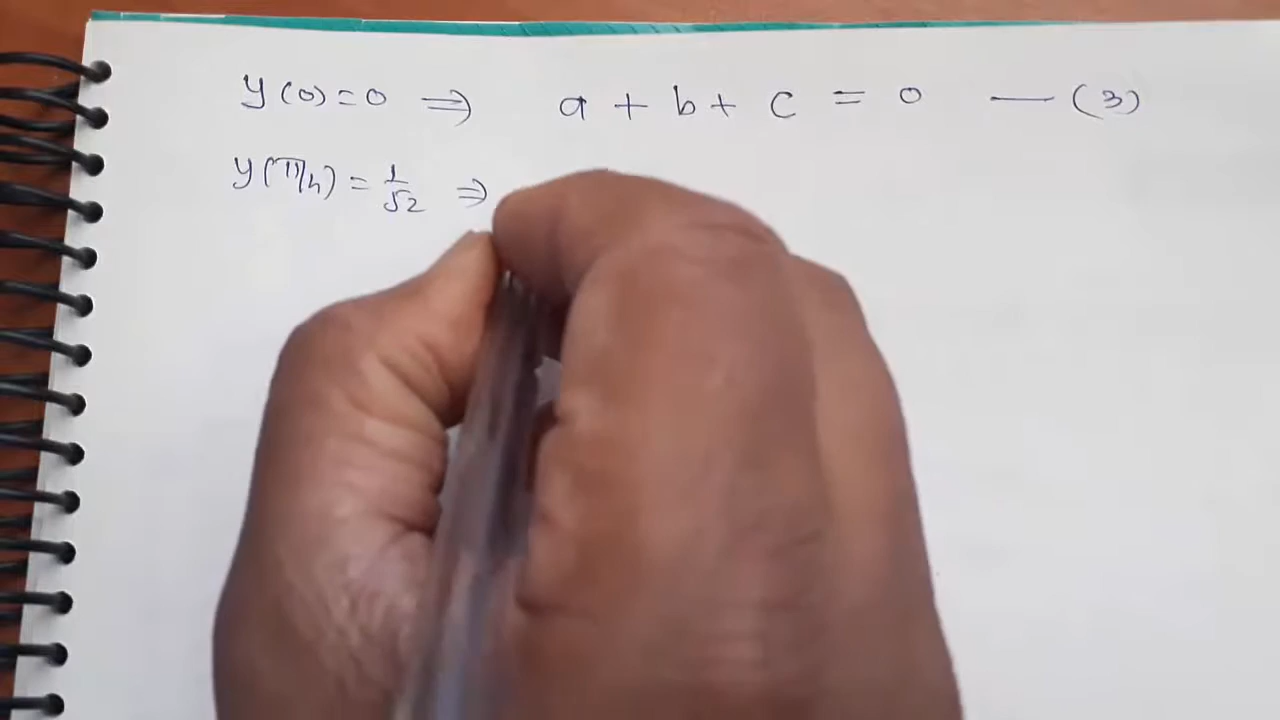 y(0)=0 ⇒ a + b + c = 0 — (3)
y(π/4) = 1/√2 ⇒